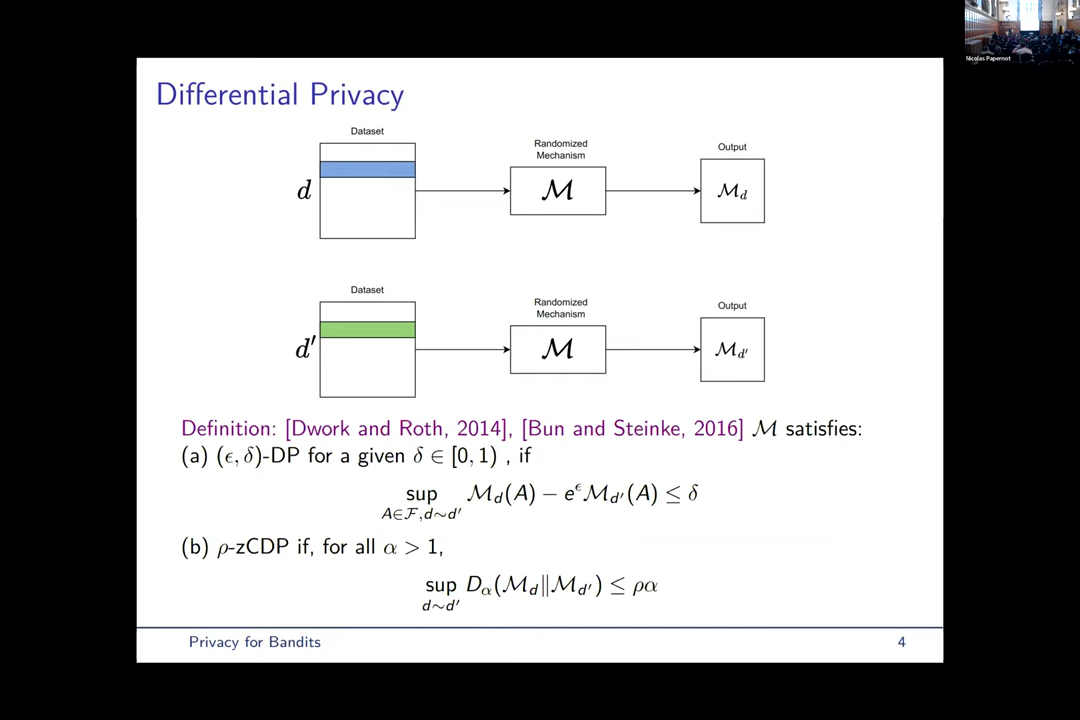 Nicolas Papernot
Differential Privacy
Dataset
Randomized
Mechanism
Output
d
ℳ
ℳ_d
Dataset
Randomized
Mechanism
Output
d′
ℳ
ℳ_d′
Definition: [Dwork and Roth, 2014], [Bun and Steinke, 2016] ℳ satisfies:
(a) (ϵ, δ)-DP for a given δ ∈ [0, 1) , if
sup_{A∈ℱ,d∼d′} ℳ_d(A) − e^ϵ ℳ_d′(A) ≤ δ
(b) ρ-zCDP if, for all α > 1,
sup_{d∼d′} D_α(ℳ_d‖ℳ_d′) ≤ ρα
Privacy for Bandits
4